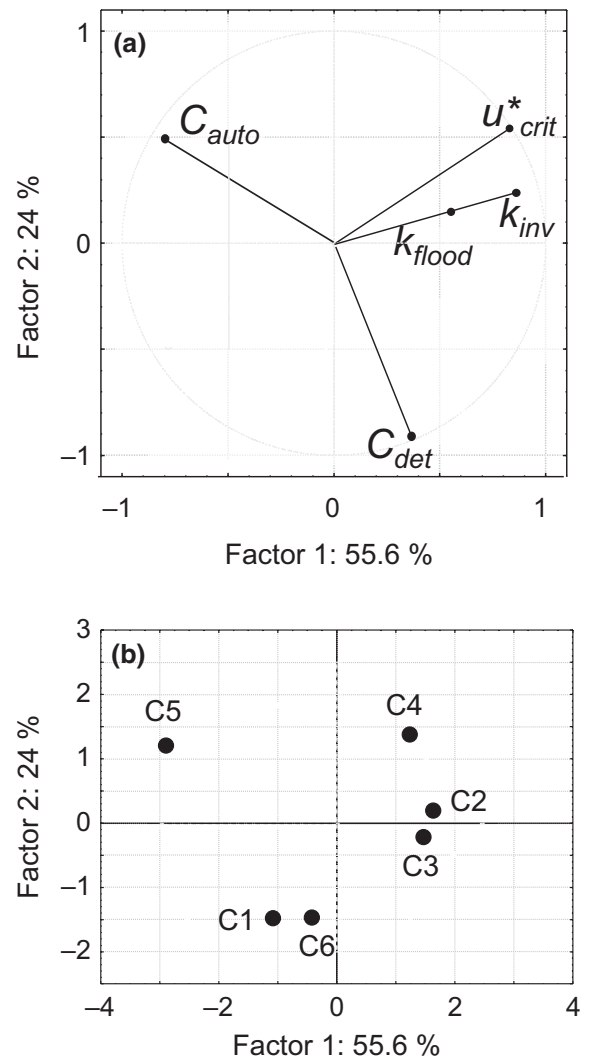 (a)
1
0
–1
C_auto
u*_crit
k_inv
k_flood
C_det
–1 0 1
Factor 2: 24 %
Factor 1: 55.6 %
(b)
3
2
1
0
–1
–2
C5
C4
C2
C3
C1
C6
–4 –2 0 2 4
Factor 2: 24 %
Factor 1: 55.6 %